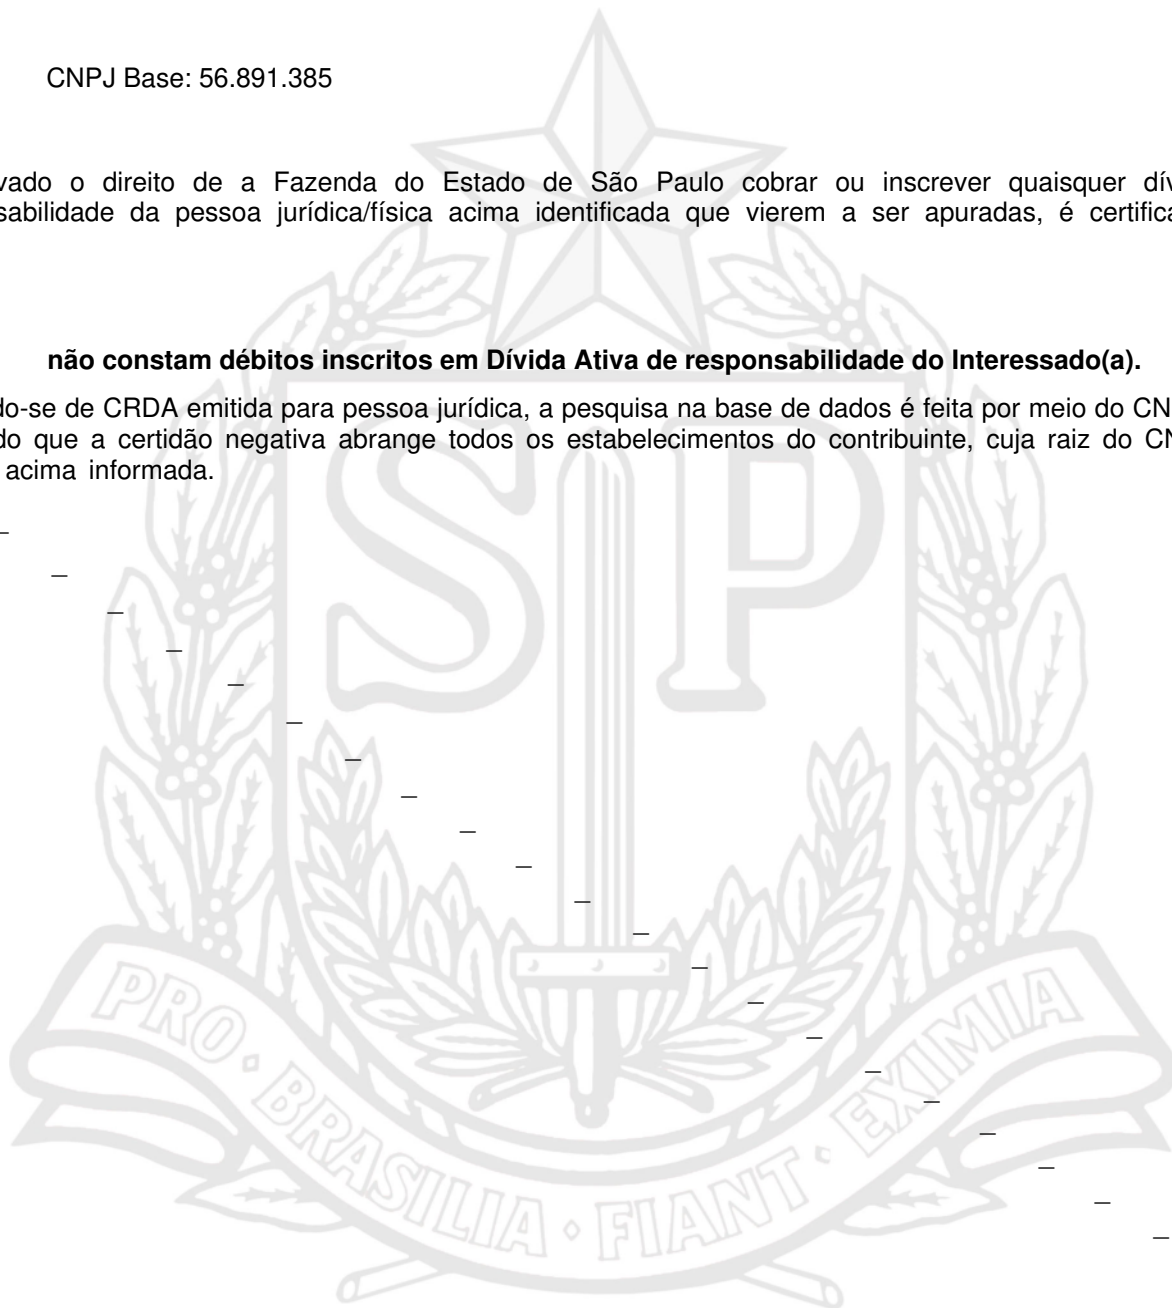 CNPJ Base: 56.891.385
vado o direito de a Fazenda do Estado de São Paulo cobrar ou inscrever quaisquer dív
sabilidade da pessoa jurídica/física acima identificada que vierem a ser apuradas, é certifica
não constam débitos inscritos em Dívida Ativa de responsabilidade do Interessado(a).
do-se de CRDA emitida para pessoa jurídica, a pesquisa na base de dados é feita por meio do CN
do que a certidão negativa abrange todos os estabelecimentos do contribuinte, cuja raiz do CN
acima informada.
SP
PRO · BRASILIA · FIANT · EXIMIA